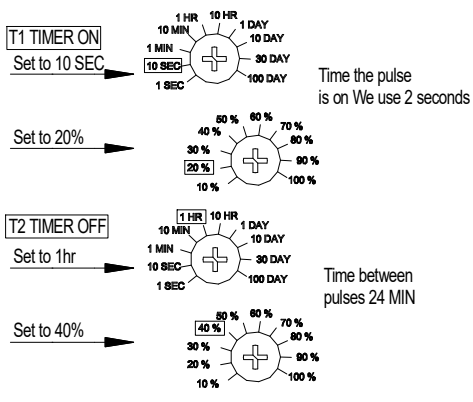 T1 TIMER ON
Set to 10 SEC
1 SEC
10 SEC
1 MIN
10 MIN
1 HR
10 HR
1 DAY
10 DAY
30 DAY
100 DAY
Time the pulse
is on We use 2 seconds
Set to 20%
10 %
20 %
30 %
40 %
50 %
60 %
70 %
80 %
90 %
100 %
T2 TIMER OFF
Set to 1hr
1 SEC
10 SEC
1 MIN
10 MIN
1 HR
10 HR
1 DAY
10 DAY
30 DAY
100 DAY
Time between
pulses 24 MIN
Set to 40%
10 %
20 %
30 %
40 %
50 %
60 %
70 %
80 %
90 %
100 %